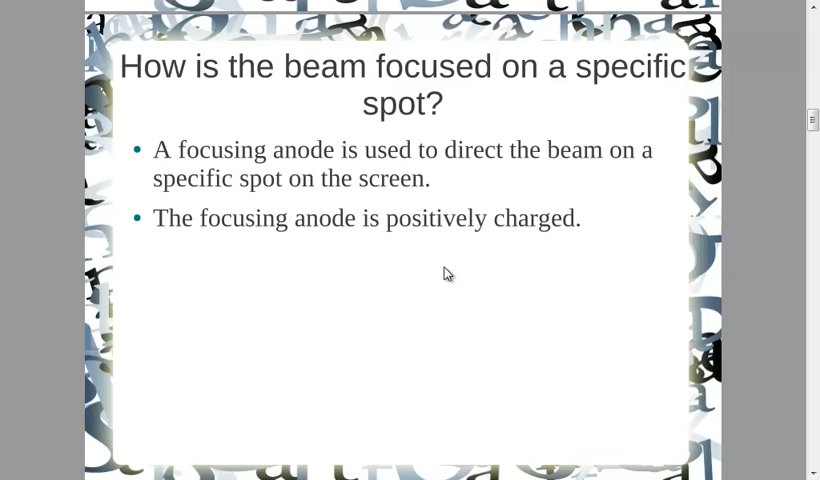 How is the beam focused on a specific
spot?
• A focusing anode is used to direct the beam on a
specific spot on the screen.
• The focusing anode is positively charged.